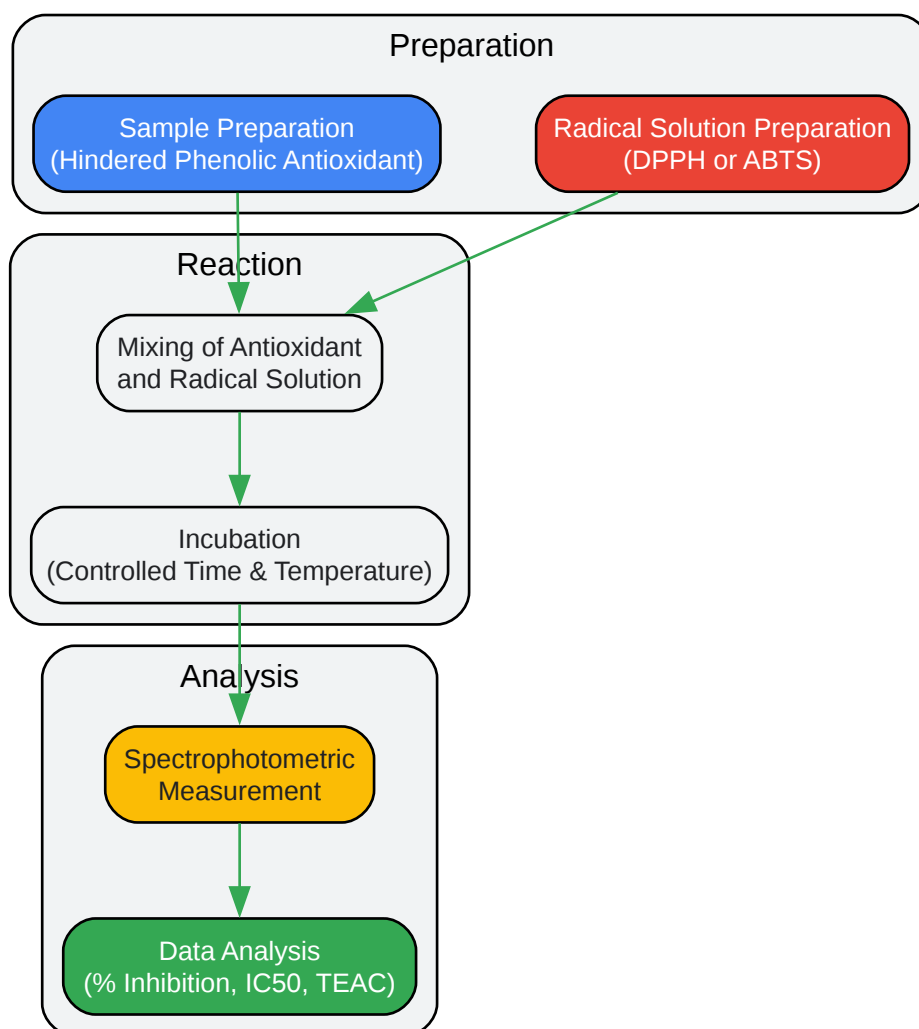 Preparation
Sample Preparation
(Hindered Phenolic Antioxidant)
Radical Solution Preparation
(DPPH or ABTS)
Reaction
Mixing of Antioxidant
and Radical Solution
Incubation
(Controlled Time & Temperature)
Analysis
Spectrophotometric
Measurement
Data Analysis
(% Inhibition, IC50, TEAC)